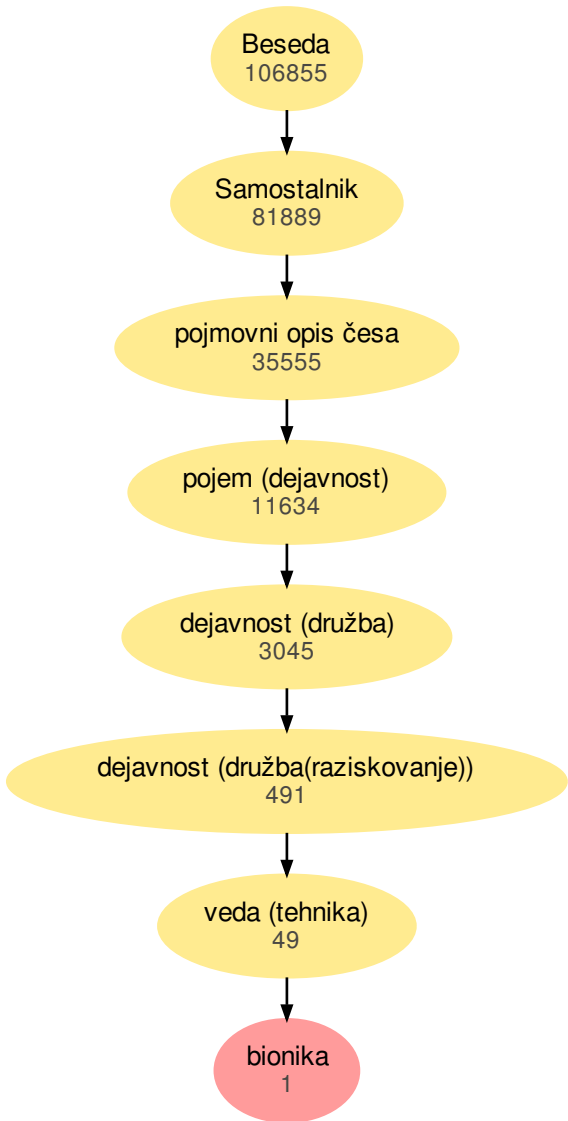 Beseda
106855
Samostalnik
81889
pojmovni opis česa
35555
pojem (dejavnost)
11634
dejavnost (družba)
3045
dejavnost (družba(raziskovanje))
491
veda (tehnika)
49
bionika
1